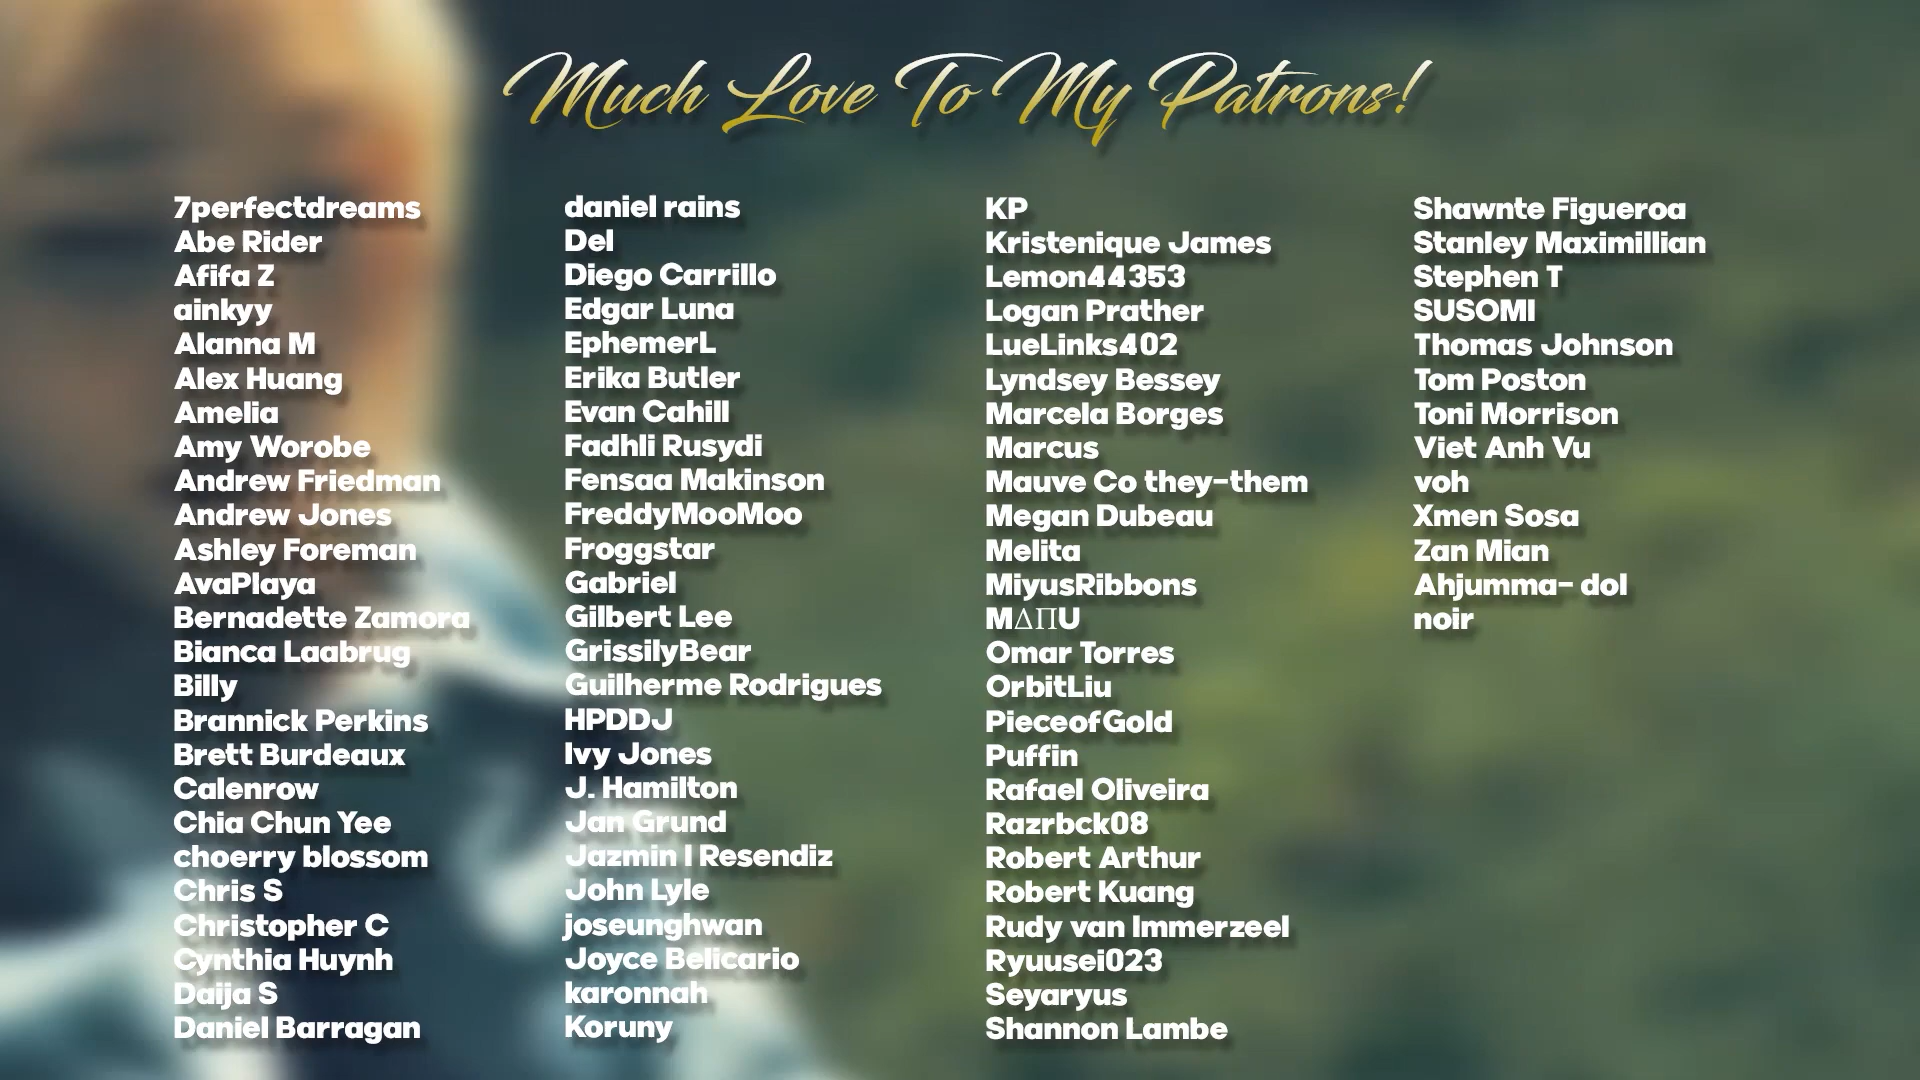 Much Love To My Patrons!
7perfectdreams
Abe Rider
Afifa Z
ainkyy
Alanna M
Alex Huang
Amelia
Amy Worobe
Andrew Friedman
Andrew Jones
Ashley Foreman
AvaPlaya
Bernadette Zamora
Bianca Laabrug
Billy
Brannick Perkins
Brett Burdeaux
Calenrow
Chia Chun Yee
choerry blossom
Chris S
Christopher C
Cynthia Huynh
Daija S
Daniel Barragan
daniel rains
Del
Diego Carrillo
Edgar Luna
EphemerL
Erika Butler
Evan Cahill
Fadhli Rusydi
Fensaa Makinson
FreddyMooMoo
Froggstar
Gabriel
Gilbert Lee
GrissilyBear
Guilherme Rodrigues
HPDDJ
Ivy Jones
J. Hamilton
Jan Grund
Jazmin I Resendiz
John Lyle
joseunghwan
Joyce Belicario
karonnah
Koruny
KP
Kristenique James
Lemon44353
Logan Prather
LueLinks402
Lyndsey Bessey
Marcela Borges
Marcus
Mauve Co they-them
Megan Dubeau
Melita
MiyusRibbons
MΔΠU
Omar Torres
OrbitLiu
PieceofGold
Puffin
Rafael Oliveira
Razrbck08
Robert Arthur
Robert Kuang
Rudy van Immerzeel
Ryuusei023
Seyaryus
Shannon Lambe
Shawnte Figueroa
Stanley Maximillian
Stephen T
SUSOMI
Thomas Johnson
Tom Poston
Toni Morrison
Viet Anh Vu
voh
Xmen Sosa
Zan Mian
Ahjumma- dol
noir